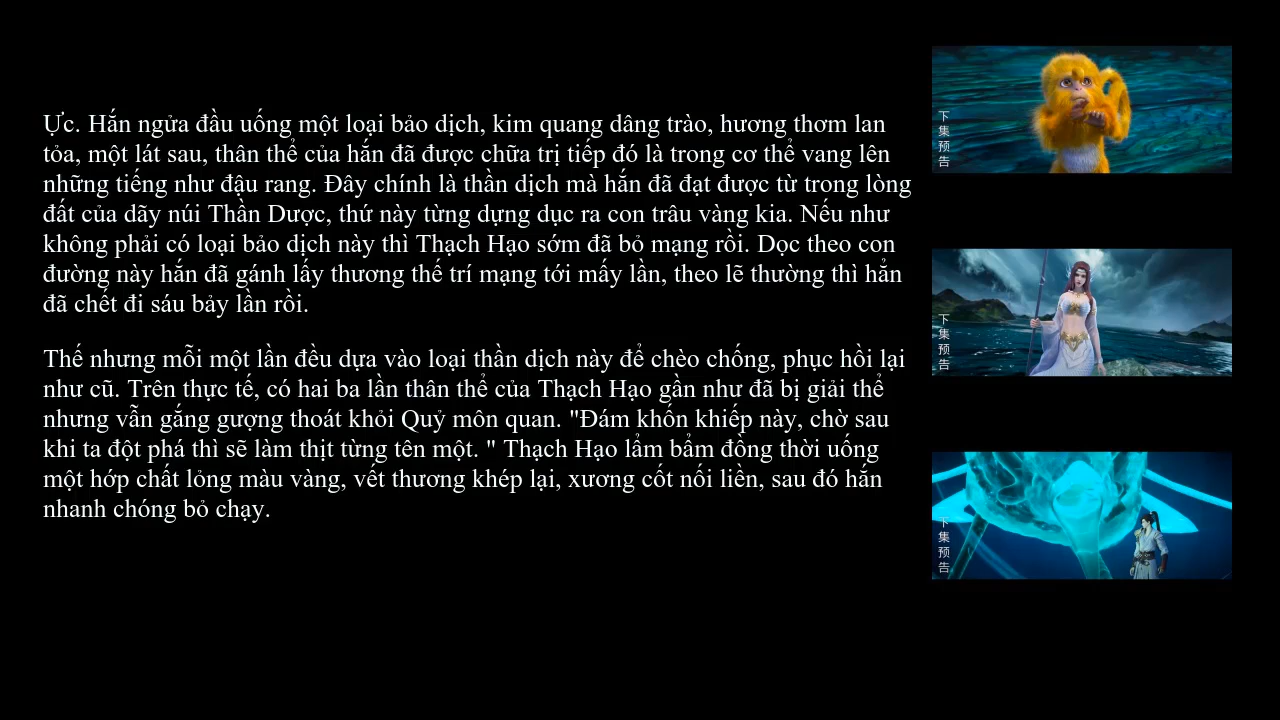 Ực. Hắn ngửa đầu uống một loại bảo dịch, kim quang dâng trào, hương thơm lan
tỏa, một lát sau, thân thể của hắn đã được chữa trị tiếp đó là trong cơ thể vang lên
những tiếng như đậu rang. Đây chính là thần dịch mà hắn đã đạt được từ trong lòng
đất của dãy núi Thần Dược, thứ này từng dựng dục ra con trâu vàng kia. Nếu như
không phải có loại bảo dịch này thì Thạch Hạo sớm đã bỏ mạng rồi. Dọc theo con
đường này hắn đã gánh lấy thương thế trí mạng tới mấy lần, theo lẽ thường thì hắn
đã chết đi sáu bảy lần rồi.
Thế nhưng mỗi một lần đều dựa vào loại thần dịch này để chèo chống, phục hồi lại
như cũ. Trên thực tế, có hai ba lần thân thể của Thạch Hạo gần như đã bị giải thể
nhưng vẫn gắng gượng thoát khỏi Quỷ môn quan. "Đám khốn khiếp này, chờ sau
khi ta đột phá thì sẽ làm thịt từng tên một. " Thạch Hạo lẩm bẩm đồng thời uống
một hớp chất lỏng màu vàng, vết thương khép lại, xương cốt nối liền, sau đó hắn
nhanh chóng bỏ chạy.
下集预告
下集预告
下集预告